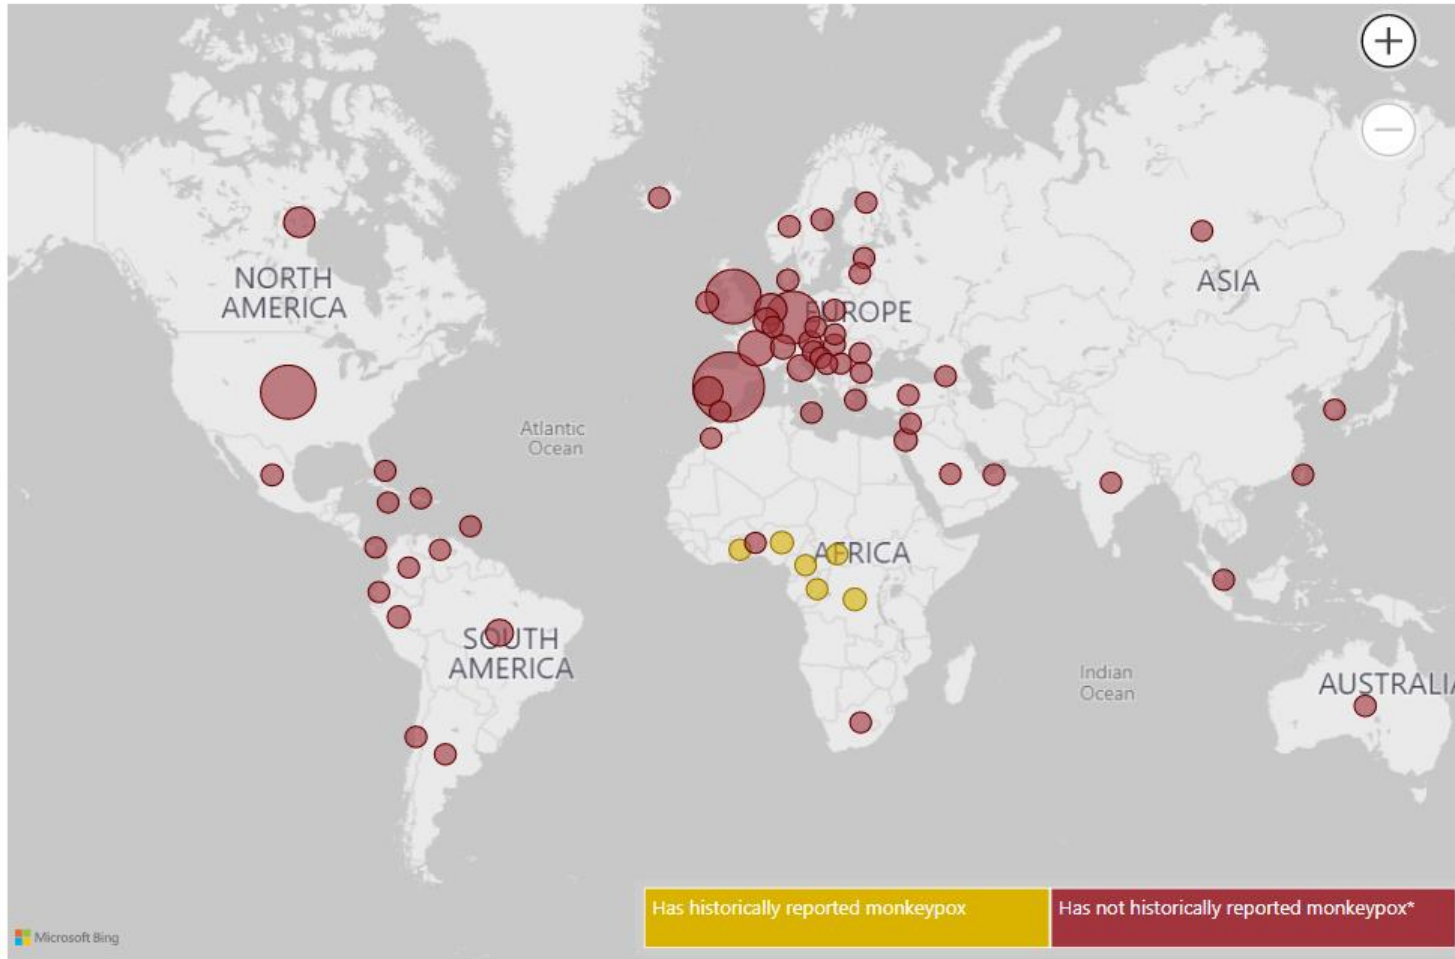 NORTH
AMERICA
EUROPE
ASIA
Atlantic
Ocean
AFRICA
SOUTH
AMERICA
Indian
Ocean
AUSTRALIA
Has historically reported monkeypox
Has not historically reported monkeypox*
Microsoft Bing